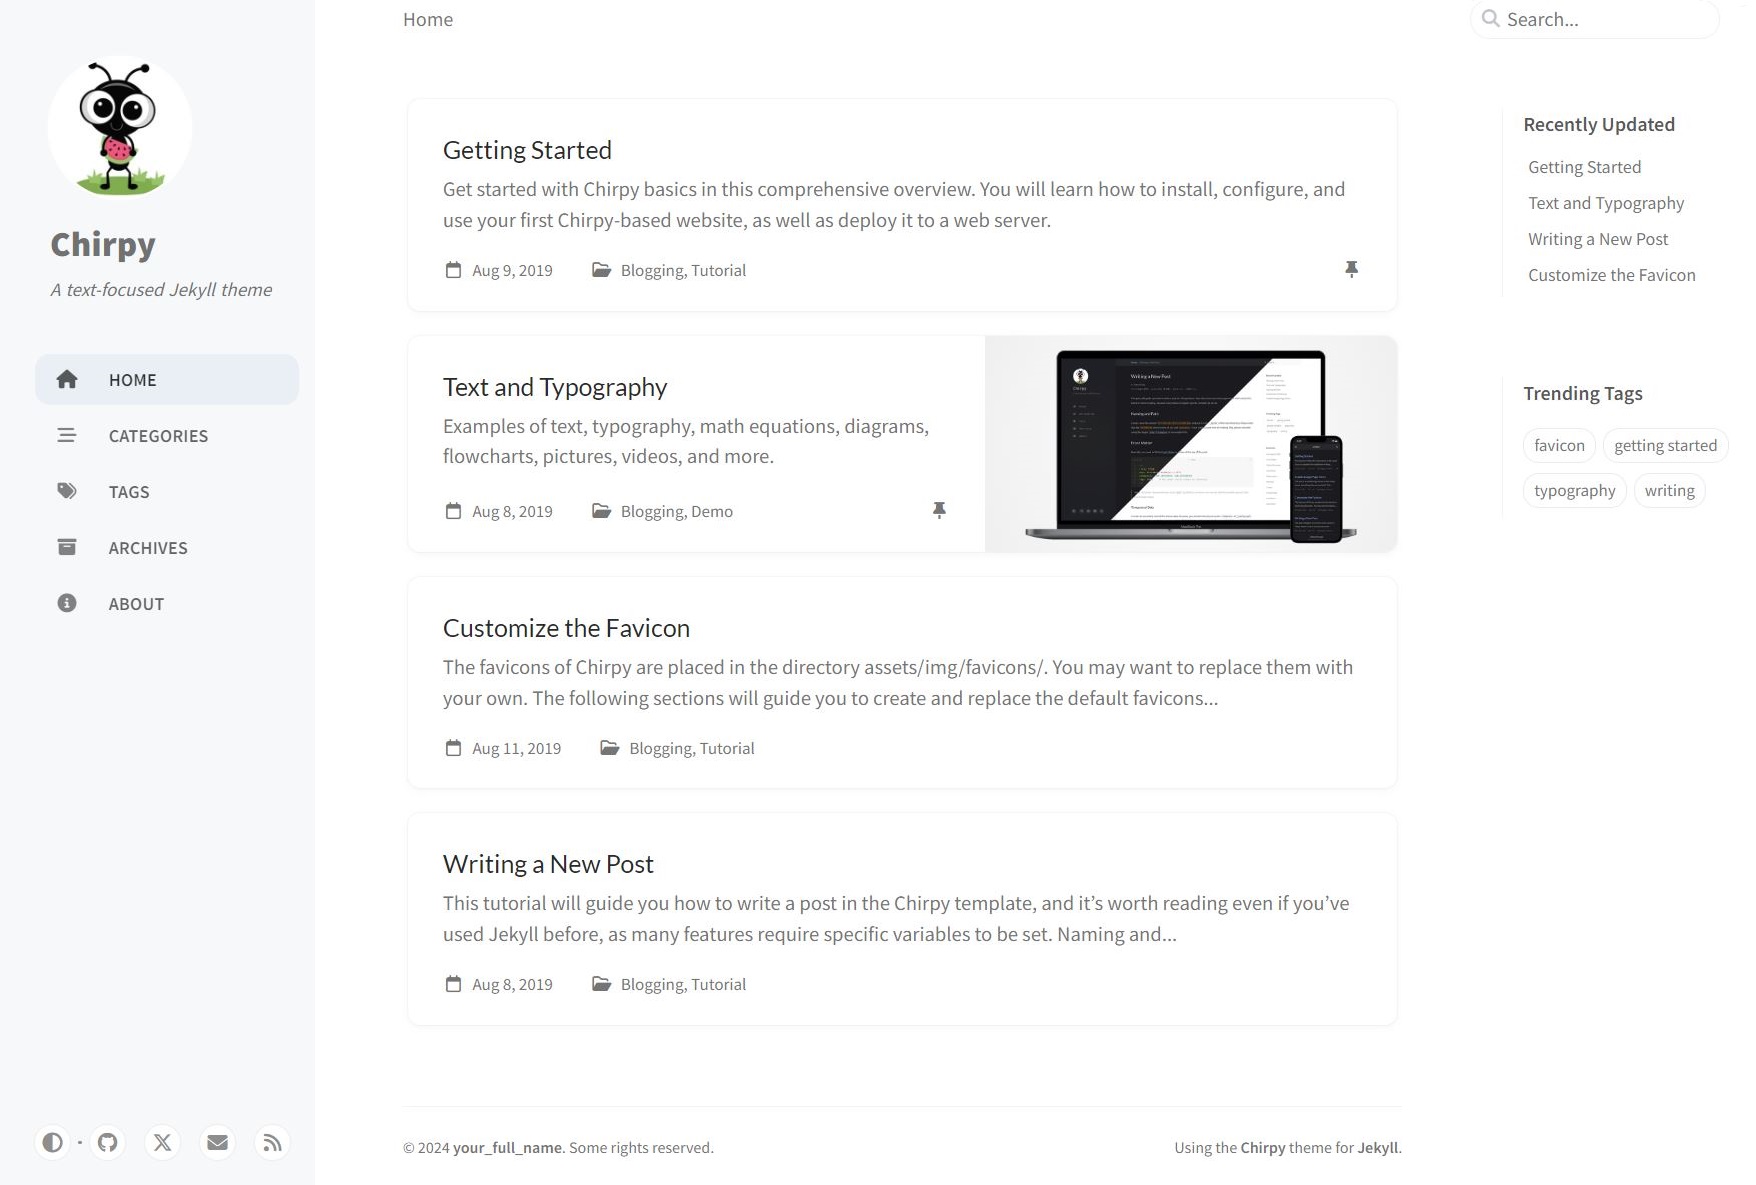 Chirpy
A text-focused Jekyll theme
HOME
CATEGORIES
TAGS
ARCHIVES
ABOUT
Home
Search...
Getting Started
Get started with Chirpy basics in this comprehensive overview. You will learn how to install, configure, and
use your first Chirpy-based website, as well as deploy it to a web server.
Aug 9, 2019 Blogging, Tutorial
Text and Typography
Examples of text, typography, math equations, diagrams,
flowcharts, pictures, videos, and more.
Aug 8, 2019 Blogging, Demo
Writing a New Post
Customize the Favicon
The favicons of Chirpy are placed in the directory assets/img/favicons/. You may want to replace them with
your own. The following sections will guide you to create and replace the default favicons...
Aug 11, 2019 Blogging, Tutorial
Writing a New Post
This tutorial will guide you how to write a post in the Chirpy template, and it’s worth reading even if you’ve
used Jekyll before, as many features require specific variables to be set. Naming and...
Aug 8, 2019 Blogging, Tutorial
Recently Updated
Getting Started
Text and Typography
Writing a New Post
Customize the Favicon
Trending Tags
favicon getting started
typography writing
© 2024 your_full_name. Some rights reserved.
Using the Chirpy theme for Jekyll.